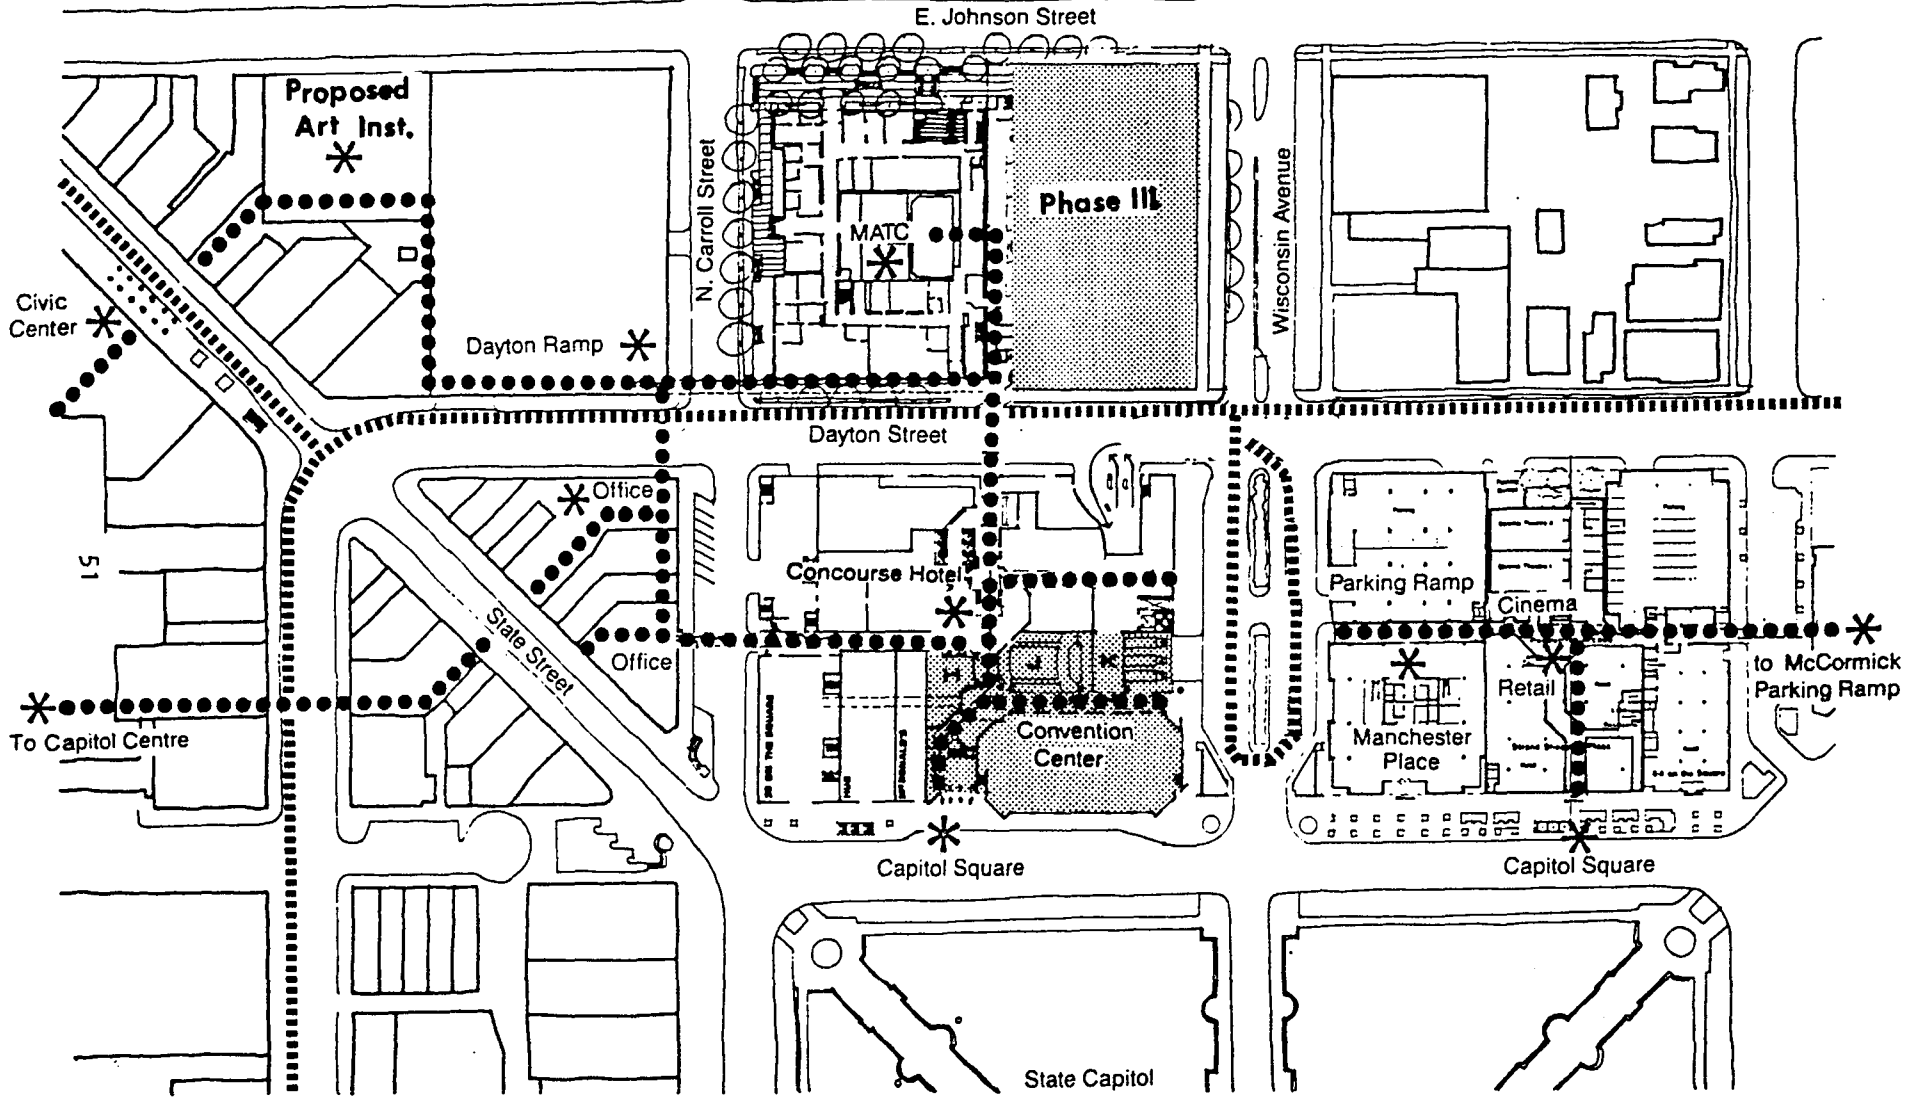 E. Johnson Street
Proposed
Art Inst.
N. Carroll Street
Phase III
Wisconsin Avenue
MATC
Civic
Center
Dayton Ramp
Dayton Street
Office
51
Concourse Hotel
Parking Ramp
Cinema
State Street
Office
to McCormick
Parking Ramp
Retail
To Capitol Centre
Convention
Center
Manchester
Place
Capitol Square
Capitol Square
State Capitol